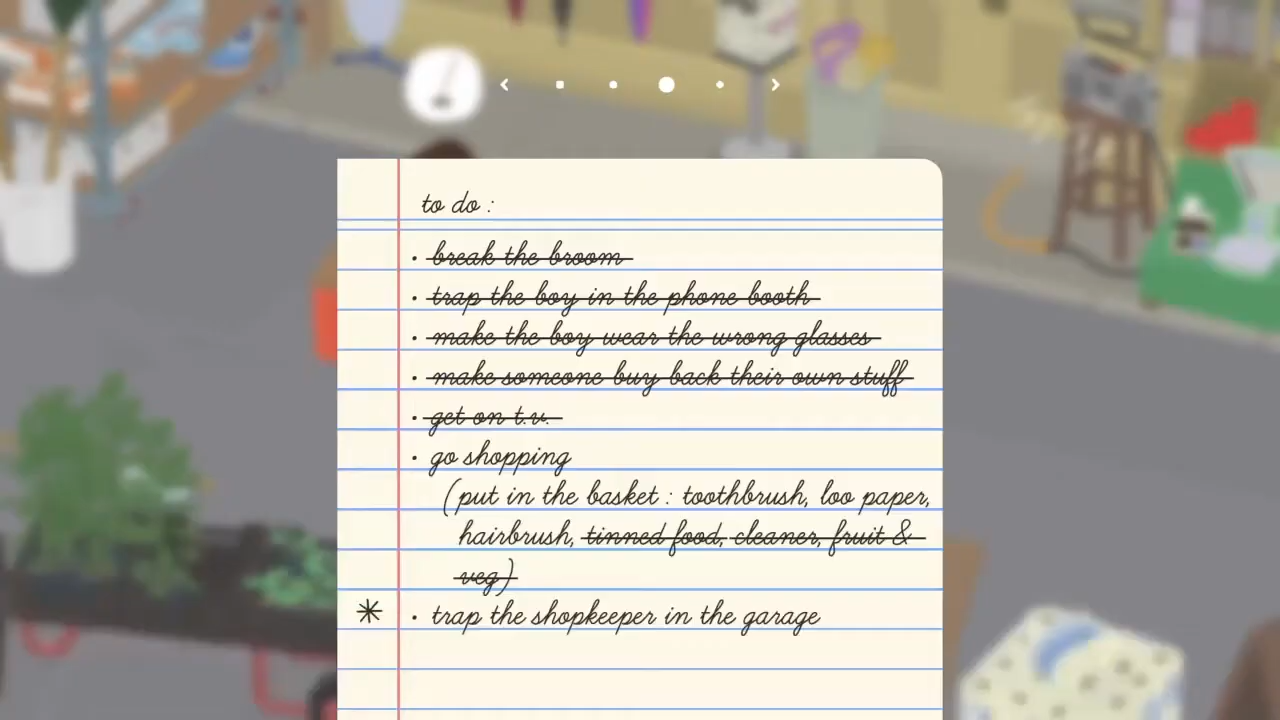 to do :
• break the broom
• trap the boy in the phone booth
• make the boy wear the wrong glasses
• make someone buy back their own stuff
• get on t.v.
• go shopping
(put in the basket : toothbrush, loo paper,
hairbrush, tinned food, cleaner, fruit &
veg)
* • trap the shopkeeper in the garage